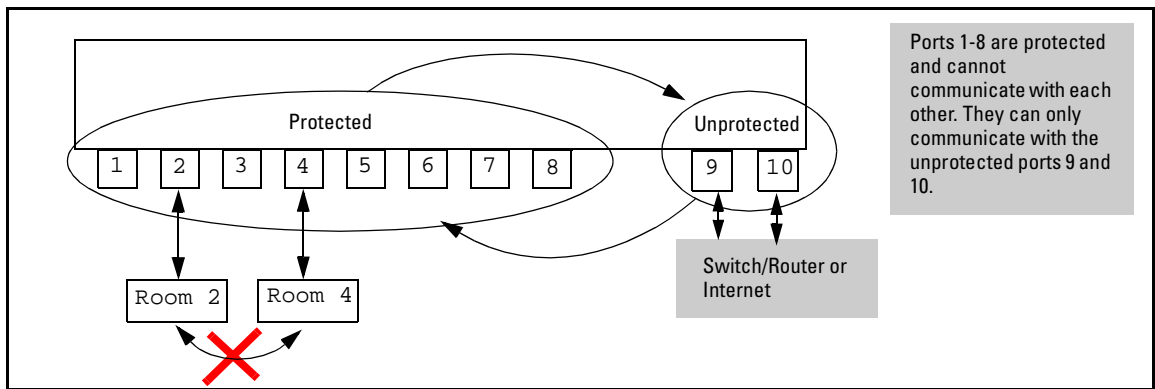 Ports 1-8 are protected
and cannot
communicate with each
other. They can only
communicate with the
unprotected ports 9 and
10.
Protected
Unprotected
1 2 3 4 5 6 7 8 9 10
Switch/Router or
Internet
Room 2 Room 4